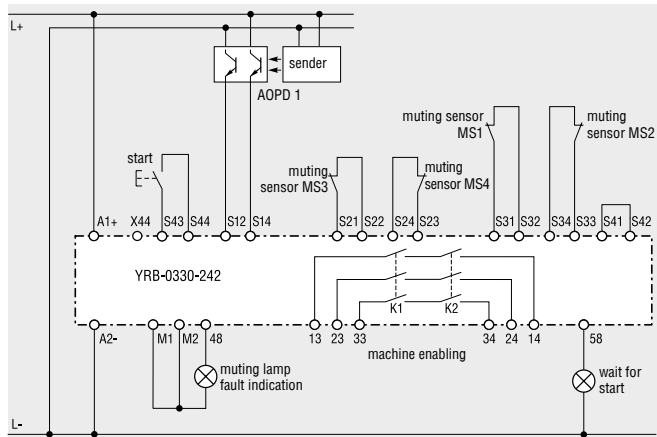 L+
sender
AOPD 1
muting sensor
MS1
muting
sensor MS2
start
muting
sensor MS3
muting
sensor MS4
A1+ X44 S43 S44 S12 S14 S21 S22 S24 S23 S31 S32 S34 S33 S41 S42
YRB-0330-242
K1 K2
A2- M1 M2 48 13 23 33 34 24 14 58
machine enabling
muting lamp
fault indication
wait for
start
L-